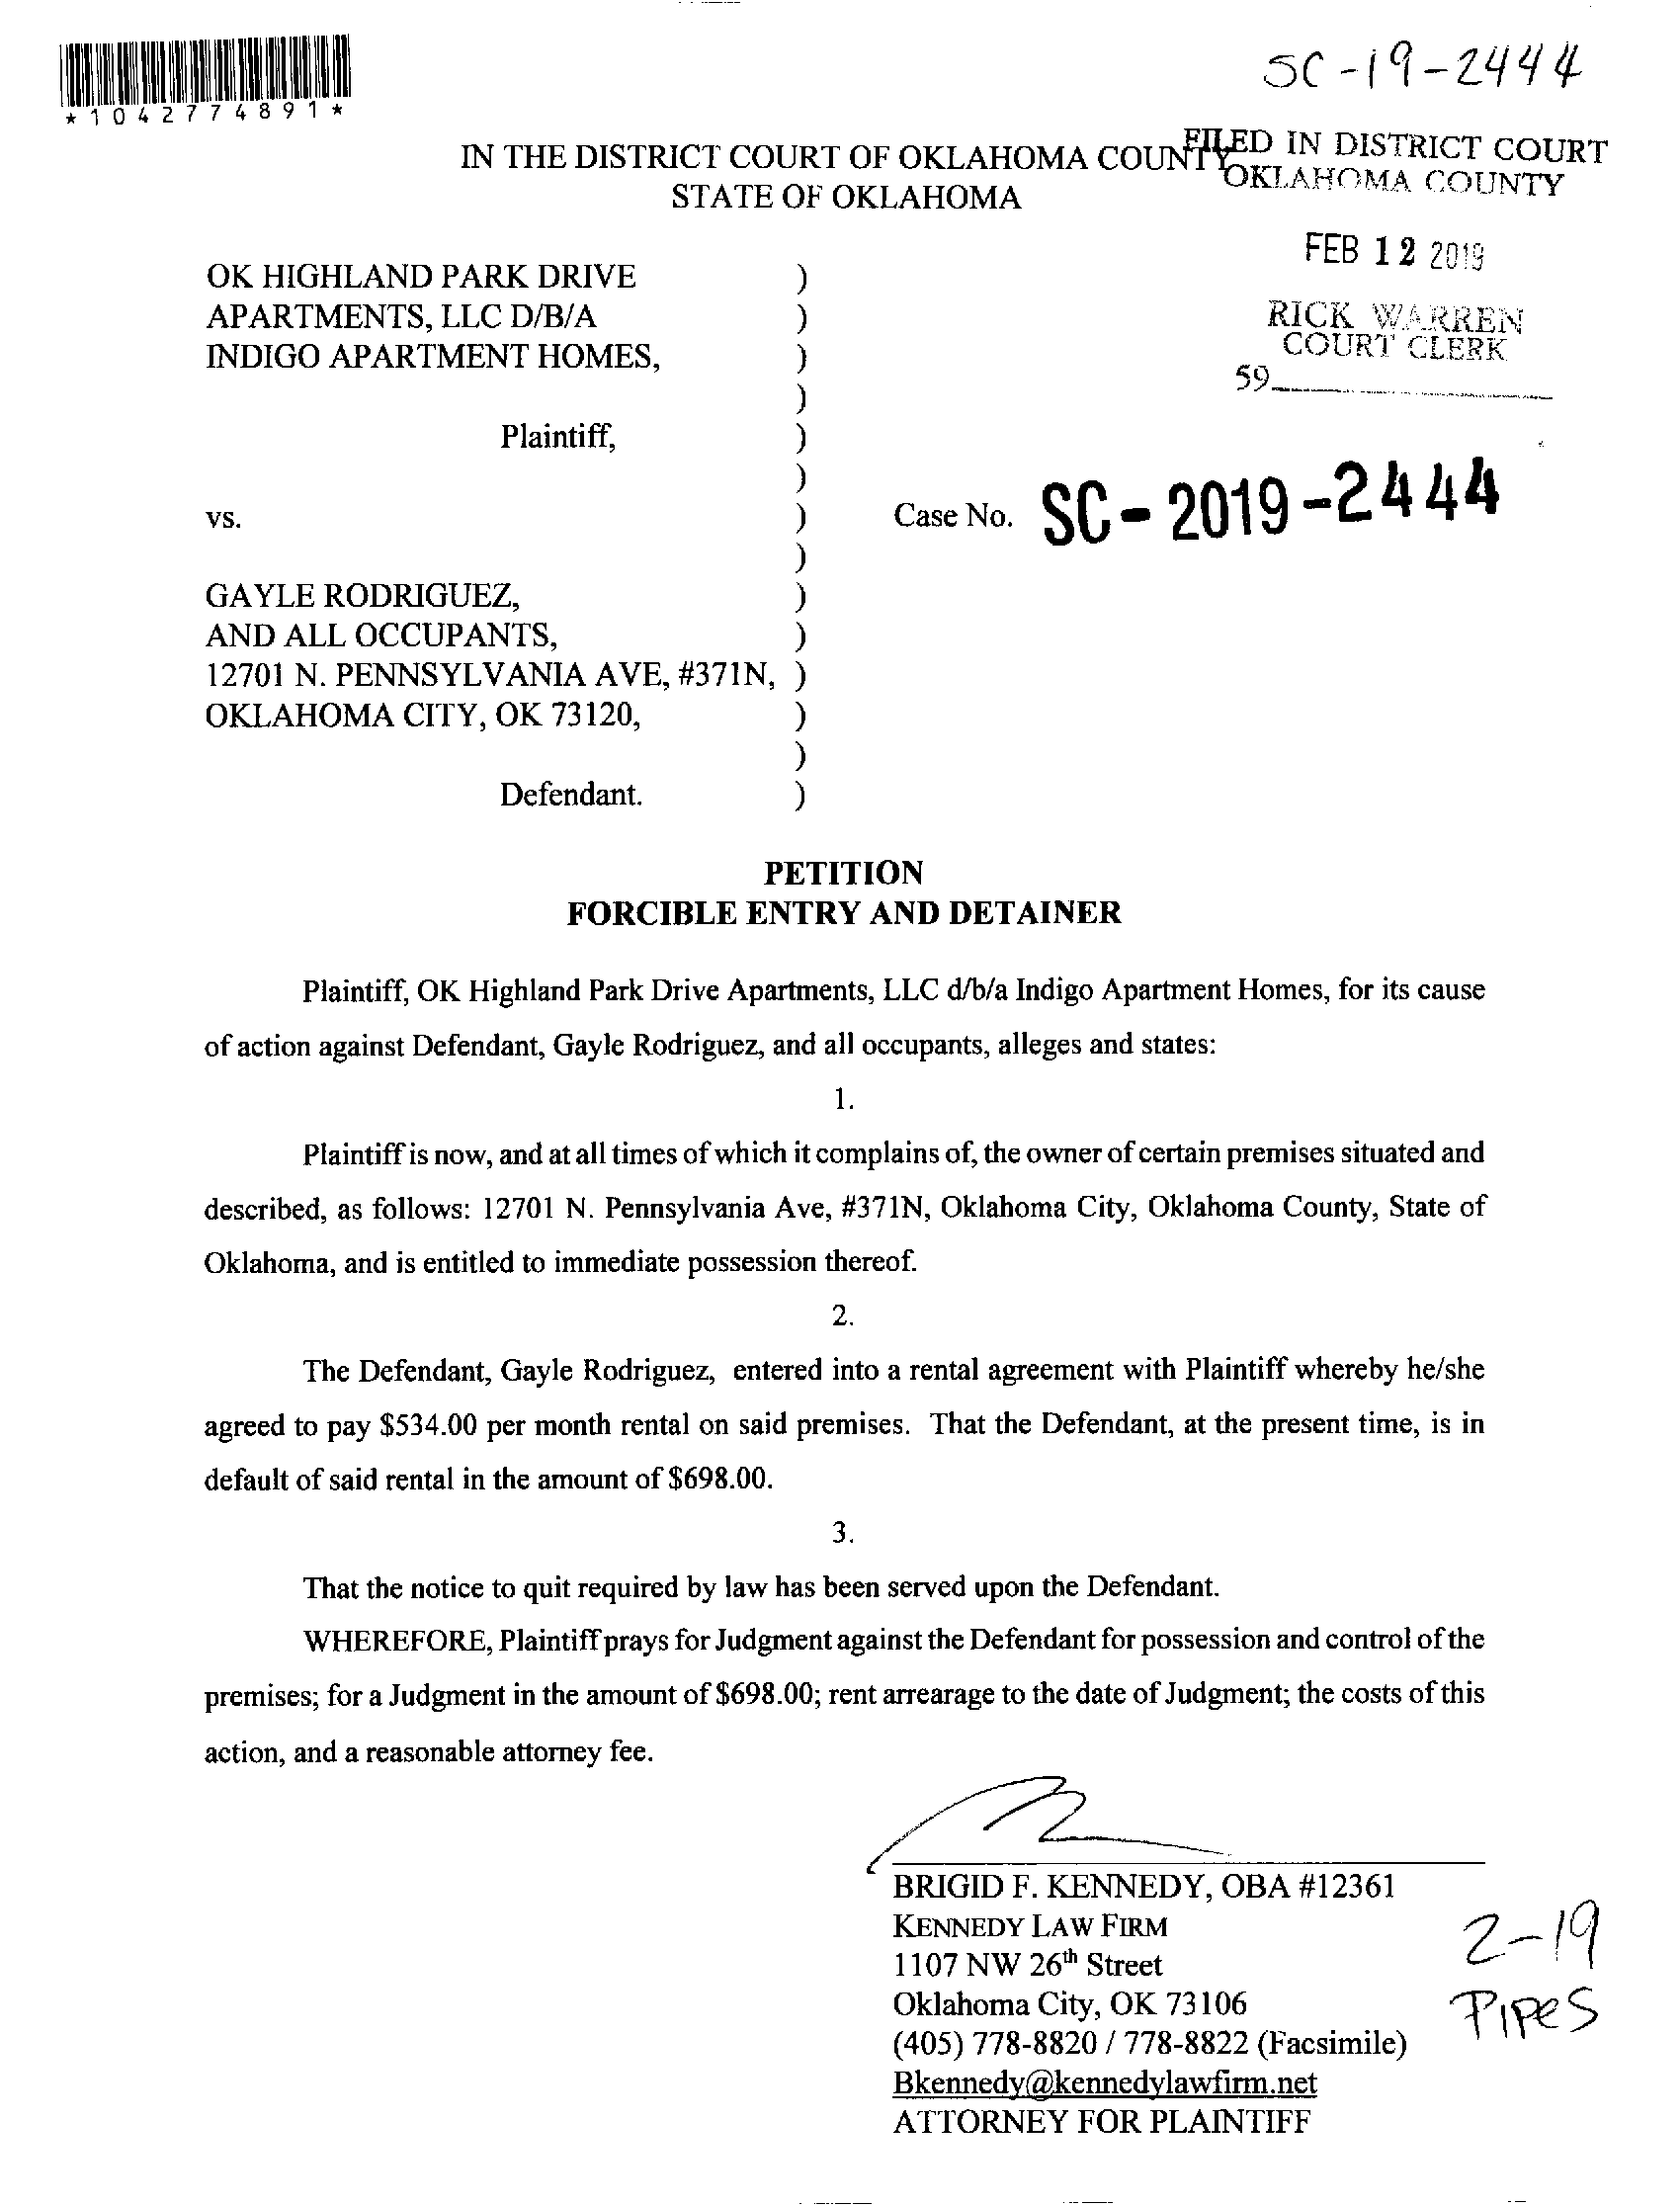 SC-19-2444
*1042774891*
IN THE DISTRICT COURT OF OKLAHOMA COUNTY
STATE OF OKLAHOMA
FILED IN DISTRICT COURT
OKLAHOMA COUNTY
FEB 12 2019
RICK WARREN
COURT CLERK
59
OK HIGHLAND PARK DRIVE )
APARTMENTS, LLC D/B/A )
INDIGO APARTMENT HOMES, )
)
Plaintiff, )
)
vs. ) Case No. SC-2019-2444
)
GAYLE RODRIGUEZ, )
AND ALL OCCUPANTS, )
12701 N. PENNSYLVANIA AVE, #371N, )
OKLAHOMA CITY, OK 73120, )
)
Defendant. )
PETITION
FORCIBLE ENTRY AND DETAINER
Plaintiff, OK Highland Park Drive Apartments, LLC d/b/a Indigo Apartment Homes, for its cause
of action against Defendant, Gayle Rodriguez, and all occupants, alleges and states:
1.
Plaintiff is now, and at all times of which it complains of, the owner of certain premises situated and
described, as follows: 12701 N. Pennsylvania Ave, #371N, Oklahoma City, Oklahoma County, State of
Oklahoma, and is entitled to immediate possession thereof.
2.
The Defendant, Gayle Rodriguez, entered into a rental agreement with Plaintiff whereby he/she
agreed to pay $534.00 per month rental on said premises. That the Defendant, at the present time, is in
default of said rental in the amount of $698.00.
3.
That the notice to quit required by law has been served upon the Defendant.
WHEREFORE, Plaintiff prays for Judgment against the Defendant for possession and control of the
premises; for a Judgment in the amount of $698.00; rent arrearage to the date of Judgment; the costs of this
action, and a reasonable attorney fee.
BRIGID F. KENNEDY, OBA #12361
KENNEDY LAW FIRM
1107 NW 26th Street
Oklahoma City, OK 73106
(405) 778-8820 / 778-8822 (Facsimile)
Bkennedy@kennedylawfirm.net
ATTORNEY FOR PLAINTIFF
2-19
PIPES